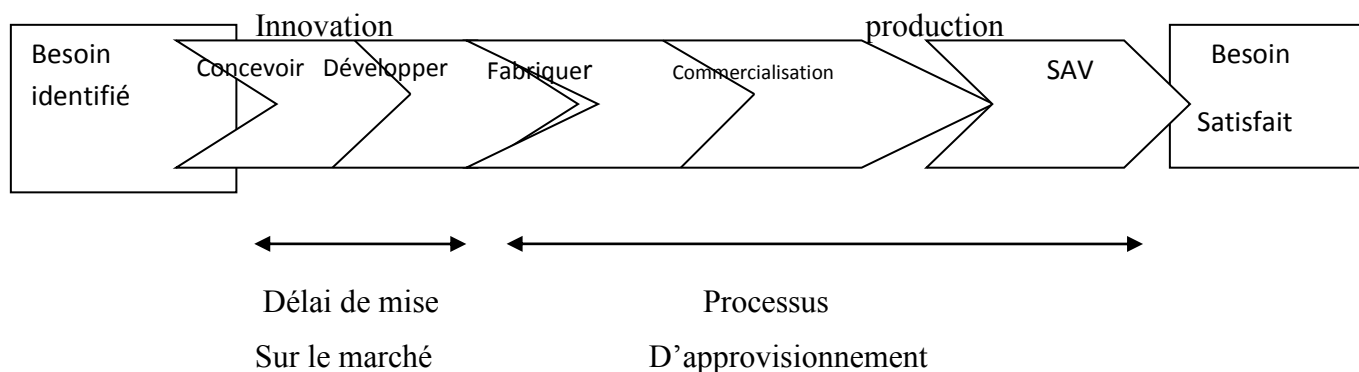 Innovation
production
Besoin
identifié
Concevoir
Développer
Fabriquer
Commercialisation
SAV
Besoin
Satisfait
Délai de mise
Sur le marché
Processus
D’approvisionnement